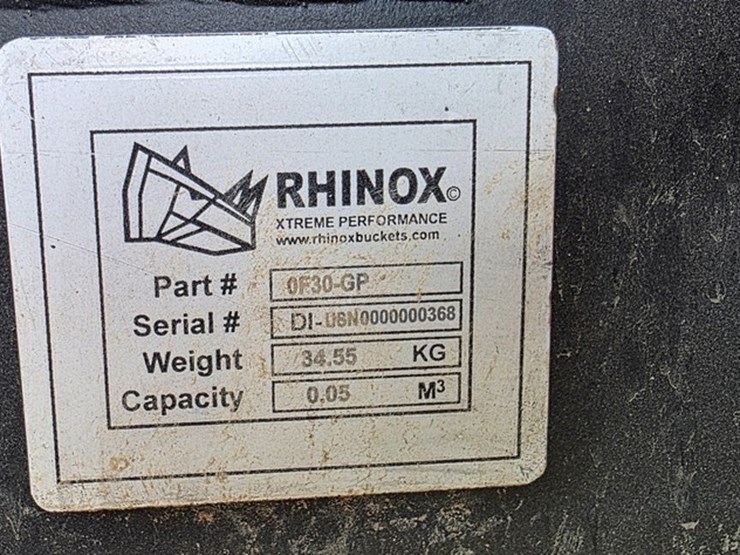 RHINOX©
XTREME PERFORMANCE
www.rhinoxbuckets.com
Part # 0F30-GP
Serial # DI-U6N0000000368
Weight 34.55 KG
Capacity 0,05 M³